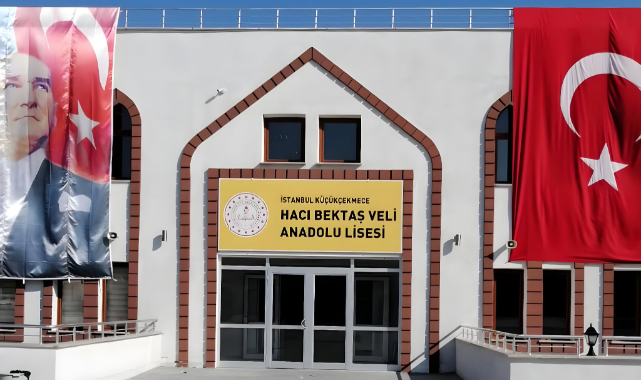 İSTANBUL KÜÇÜKÇEKMECE
HACI BEKTAŞ VELİ
ANADOLU LİSESİ